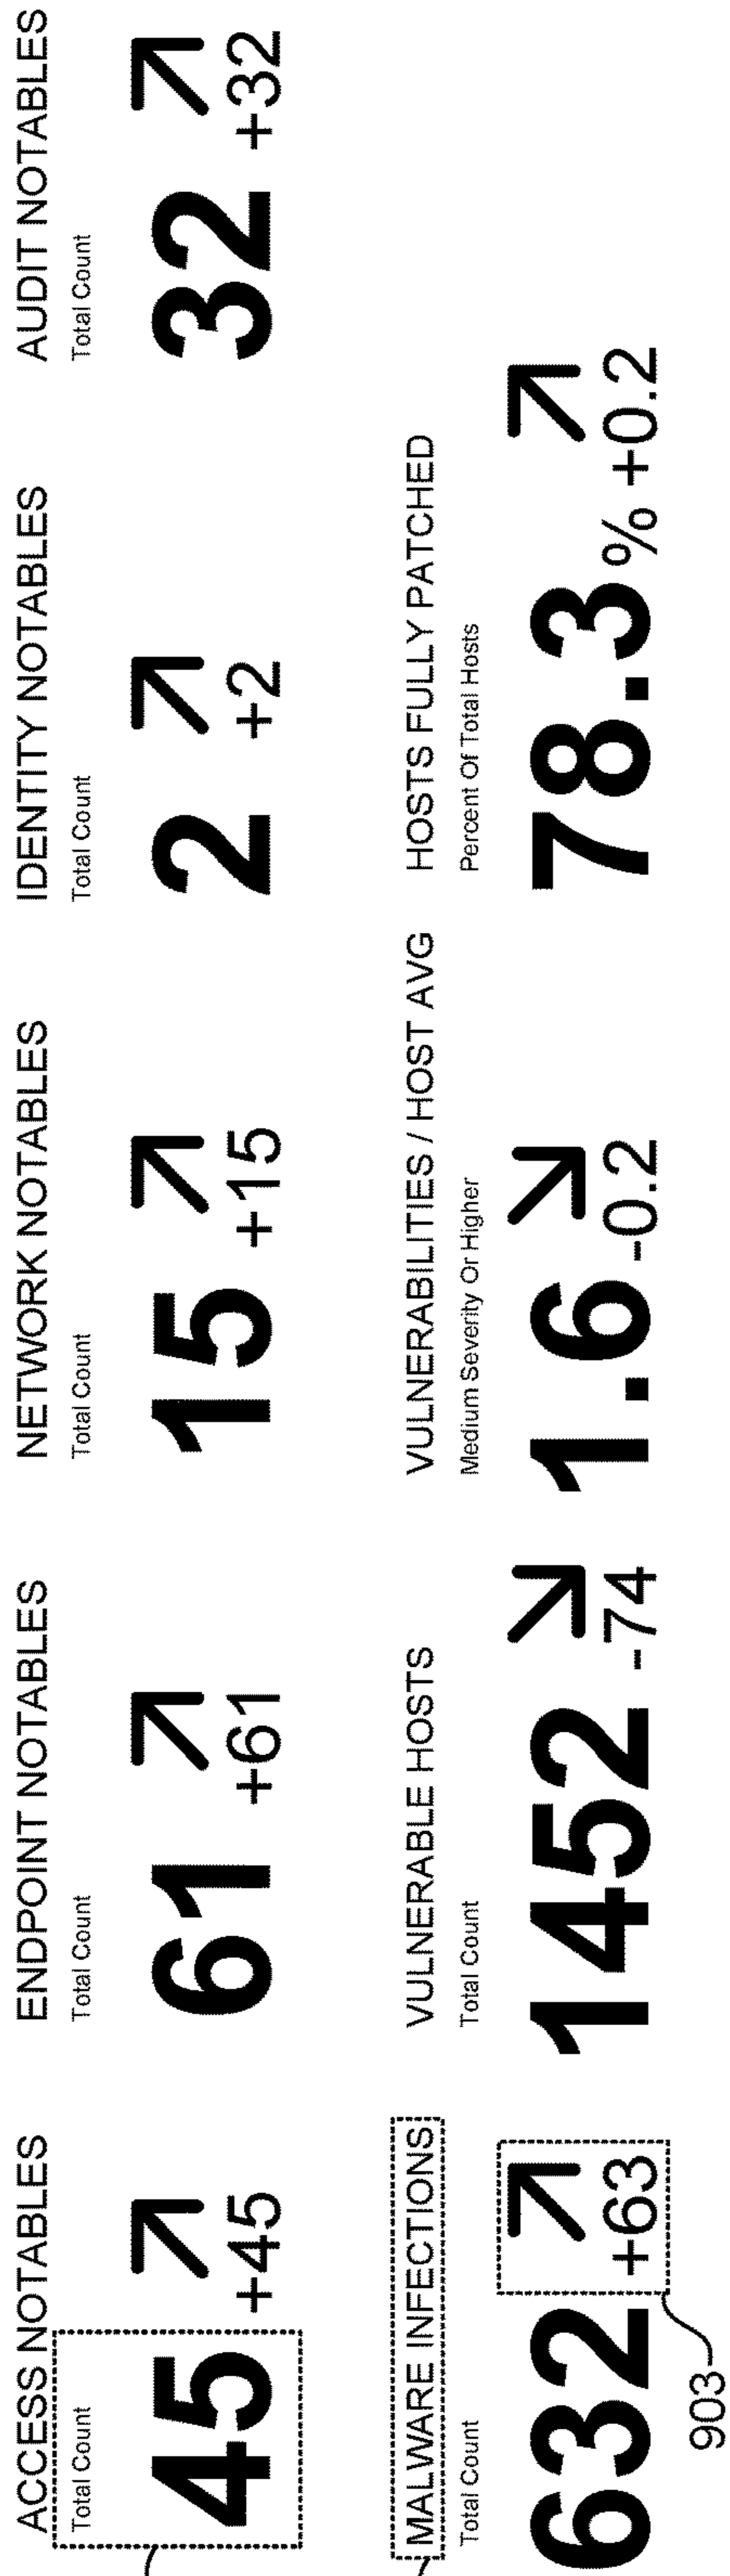 ACCESS NOTABLES
Total Count
45 +45
ENDPOINT NOTABLES
Total Count
61 +61
NETWORK NOTABLES
Total Count
15 +15
IDENTITY NOTABLES
Total Count
2 +2
AUDIT NOTABLES
Total Count
32 +32
MALWARE INFECTIONS
Total Count
632 +63
903
VULNERABLE HOSTS
Total Count
1452 -74
VULNERABILITIES / HOST AVG
Medium Severity Or Higher
1.6 -0.2
HOSTS FULLY PATCHED
Percent Of Total Hosts
78.3% +0.2